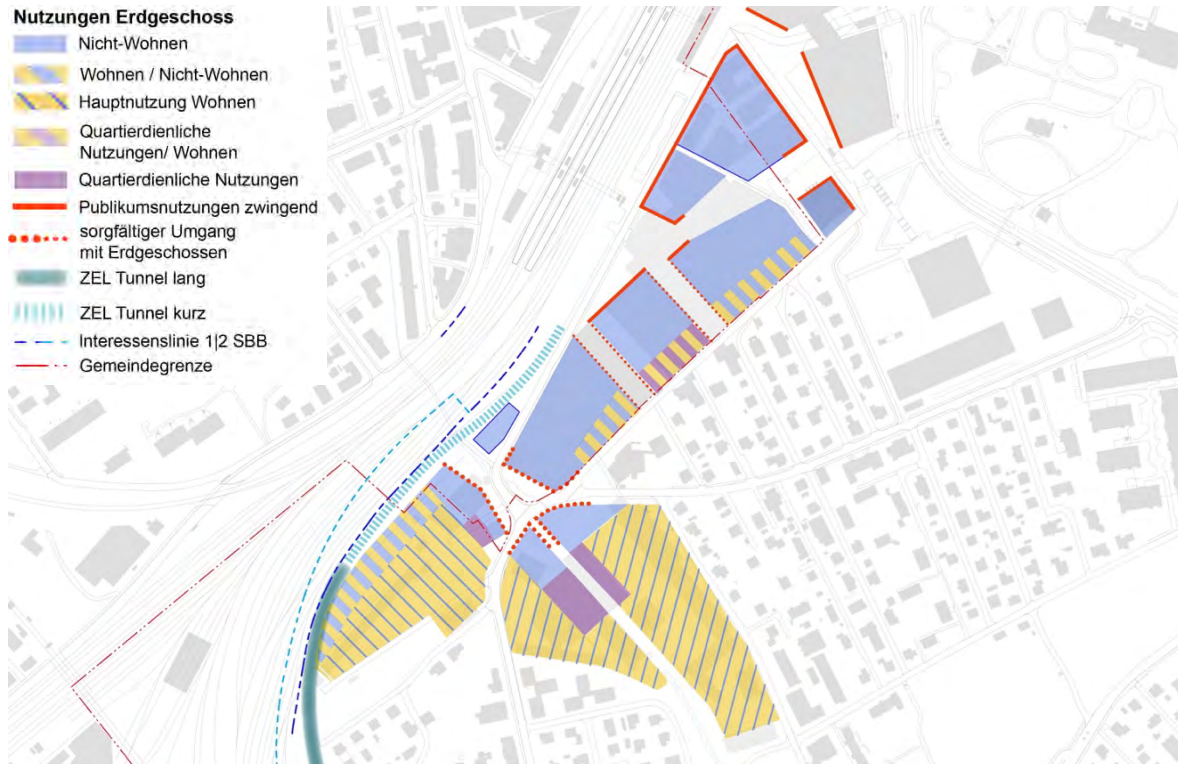 Nutzungen Erdgeschoss
Nicht-Wohnen
Wohnen / Nicht-Wohnen
Hauptnutzung Wohnen
Quartierdienliche
Nutzungen/ Wohnen
Quartierdienliche Nutzungen
Publikumsnutzungen zwingend
sorgfältiger Umgang
mit Erdgeschossen
ZEL Tunnel lang
ZEL Tunnel kurz
Interessenslinie 1|2 SBB
Gemeindegrenze